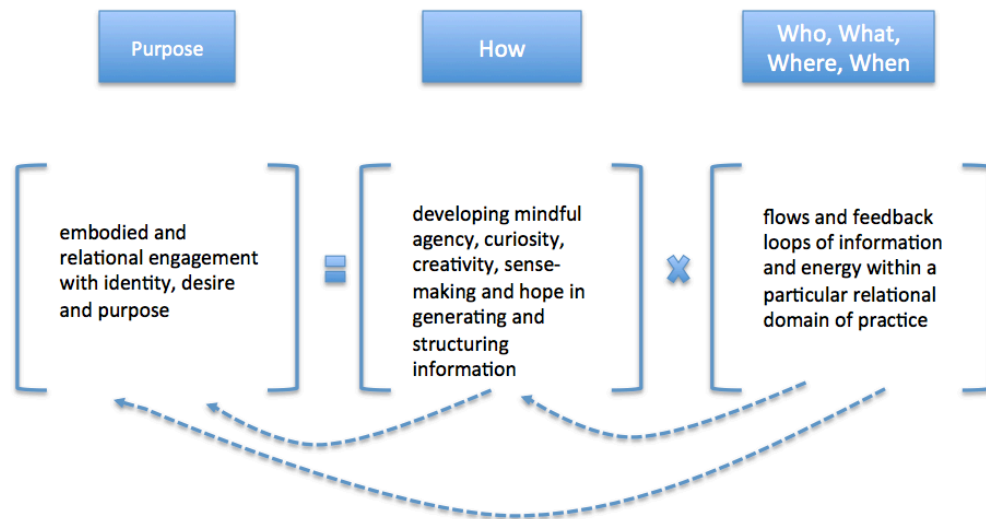 Purpose
How
Who, What,
Where, When
embodied and
relational engagement
with identity, desire
and purpose
=
developing mindful
agency, curiosity,
creativity, sense-
making and hope in
generating and
structuring
information
×
flows and feedback
loops of information
and energy within a
particular relational
domain of practice